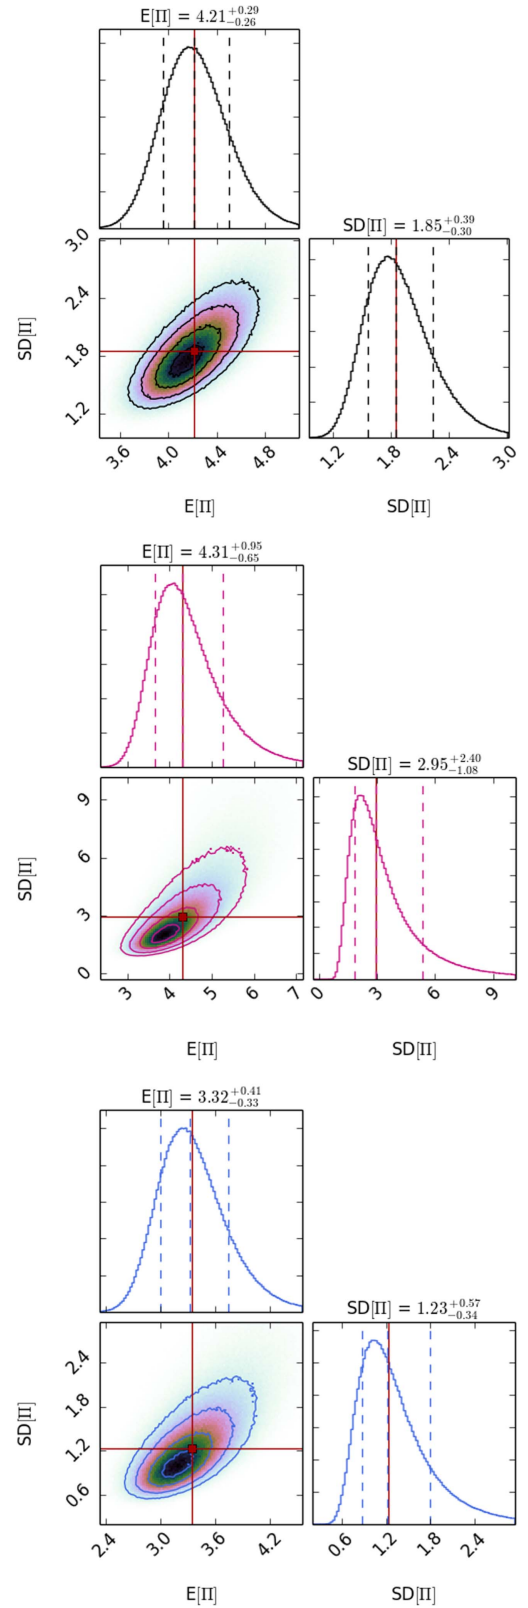 E[Π] = 4.21^{+0.29}_{-0.26}
SD[Π] = 1.85^{+0.39}_{-0.30}
3.0
2.4
1.8
1.2
SD[Π]
3.6 4.0 4.4 4.8
1.2 1.8 2.4 3.0
E[Π] SD[Π]
E[Π] = 4.31^{+0.95}_{-0.65}
SD[Π] = 2.95^{+2.40}_{-1.08}
9
6
3
0
SD[Π]
3 4 5 6 7
0 3 6 9
E[Π] SD[Π]
E[Π] = 3.32^{+0.41}_{-0.33}
SD[Π] = 1.23^{+0.57}_{-0.34}
2.4
1.8
1.2
0.6
SD[Π]
2.4 3.0 3.6 4.2
0.6 1.2 1.8 2.4
E[Π] SD[Π]